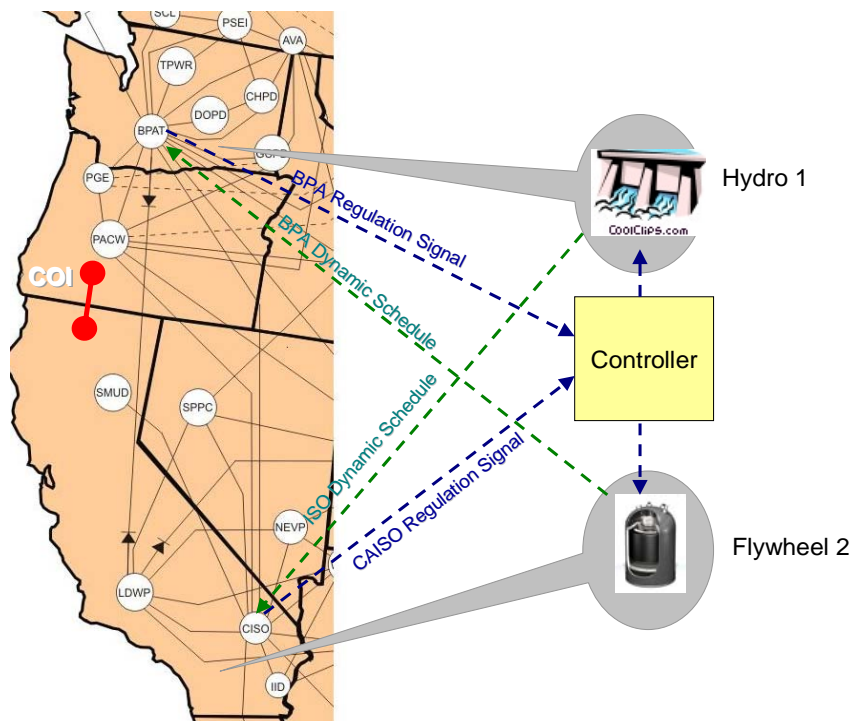 SCL
PSEI
AVA
TPWR
CHPD
DOPD
BPAT
PGE
PACW
COI
SMUD
SPPC
NEVP
LDWP
CISO
IID
BPA Regulation Signal
BPA Dynamic Schedule
ISO Dynamic Schedule
CAISO Regulation Signal
COOLCLIPS.com
Hydro 1
Controller
Flywheel 2